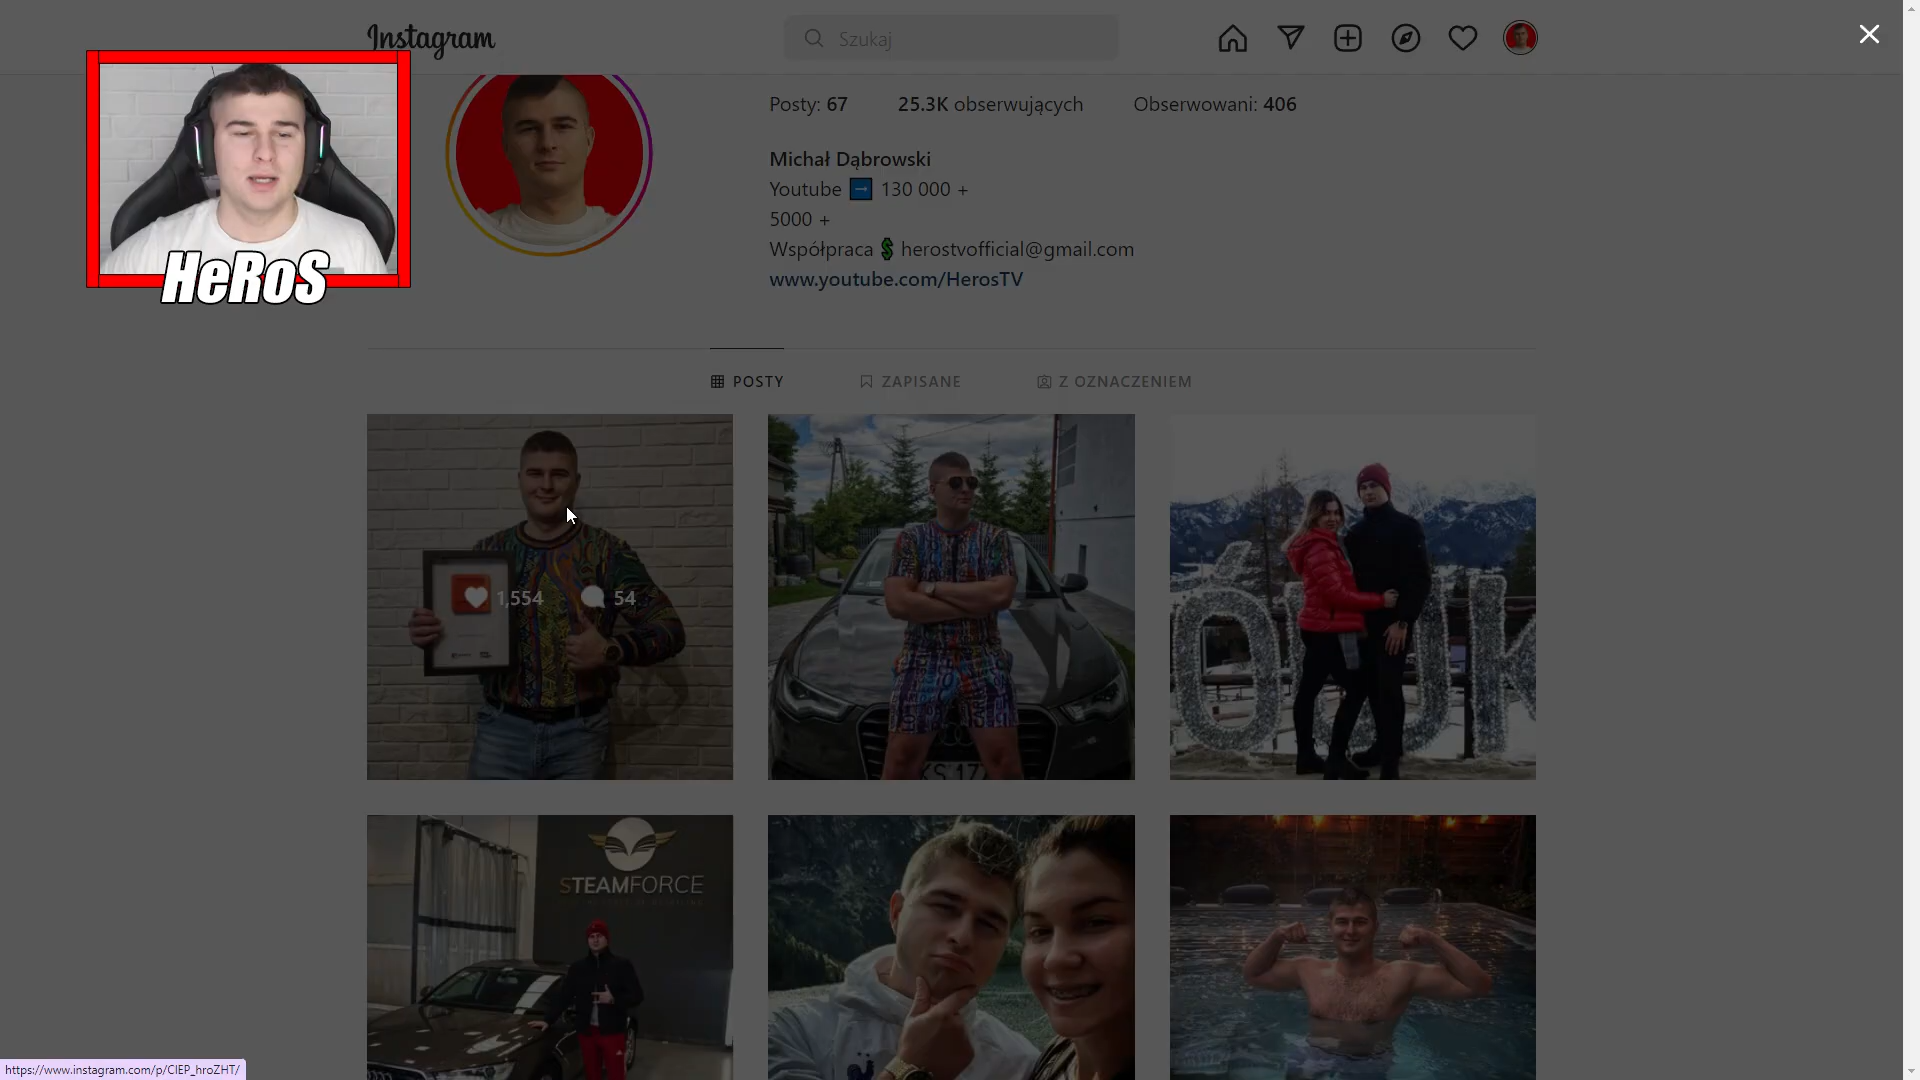 Instagram
Szukaj
Posty: 67
25.3K obserwujących
Obserwowani: 406
Michał Dąbrowski
Youtube ➡ 130 000 +
5000 +
Współpraca 💲 herostvofficial@gmail.com
www.youtube.com/HerosTV
HeRoS
POSTY
ZAPISANE
Z OZNACZENIEM
1,554
54
STEAMFORCE
https://www.instagram.com/p/CIEP_hroZHT/